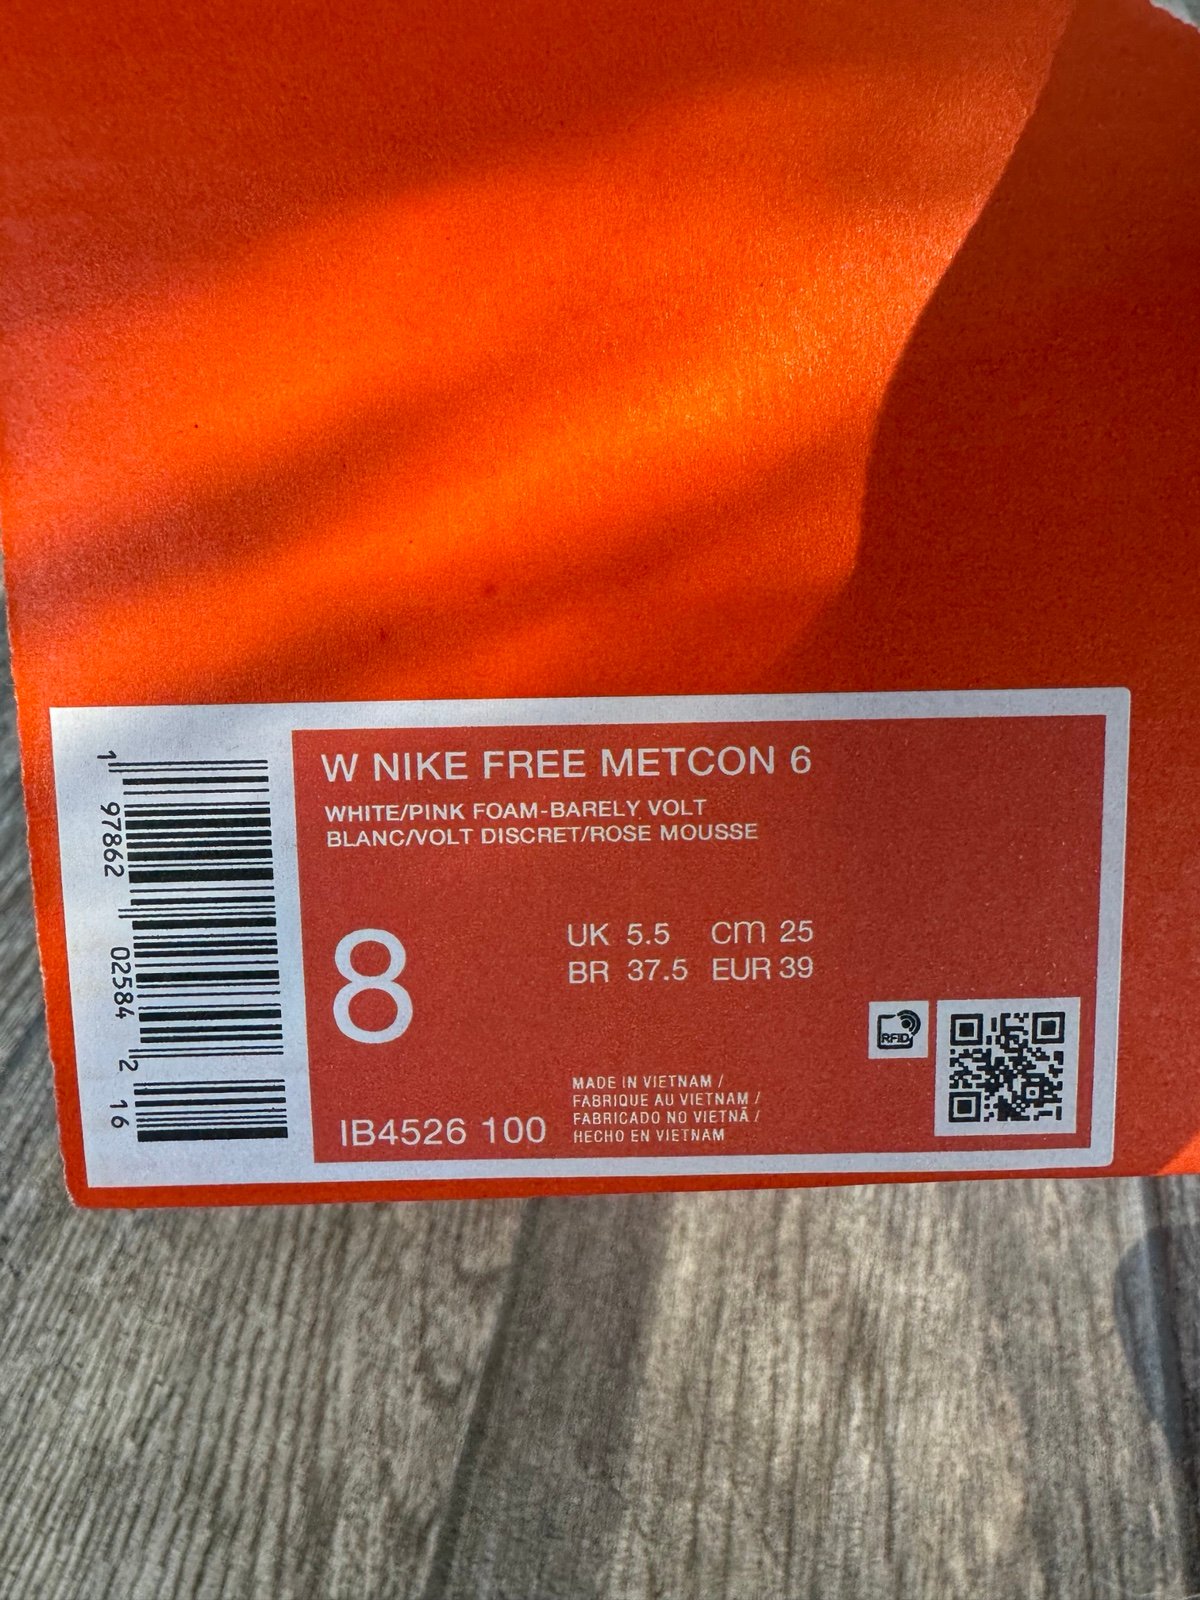 W NIKE FREE METCON 6
WHITE/PINK FOAM-BARELY VOLT
BLANC/VOLT DISCRET/ROSE MOUSSE
8
UK 5.5 cm 25
BR 37.5 EUR 39
RFID
IB4526 100
MADE IN VIETNAM /
FABRIQUE AU VIETNAM /
FABRICADO NO VIETNÃ /
HECHO EN VIETNAM
1 97862 02584 2 16